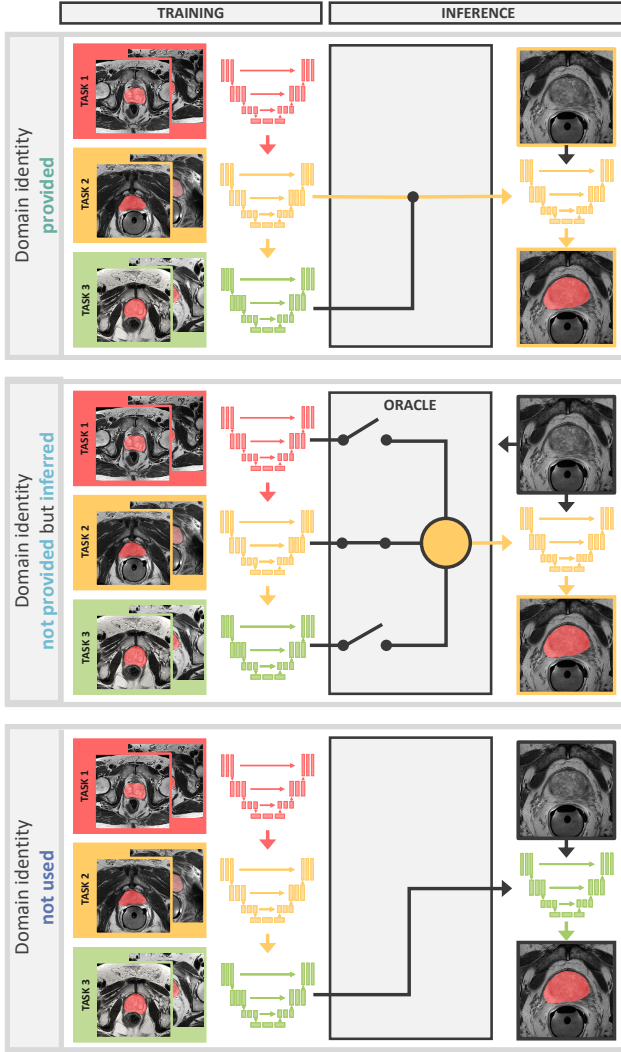 TRAINING
INFERENCE
Domain identity
provided
TASK 1
TASK 2
TASK 3
Domain identity
not provided but inferred
TASK 1
TASK 2
TASK 3
ORACLE
Domain identity
not used
TASK 1
TASK 2
TASK 3